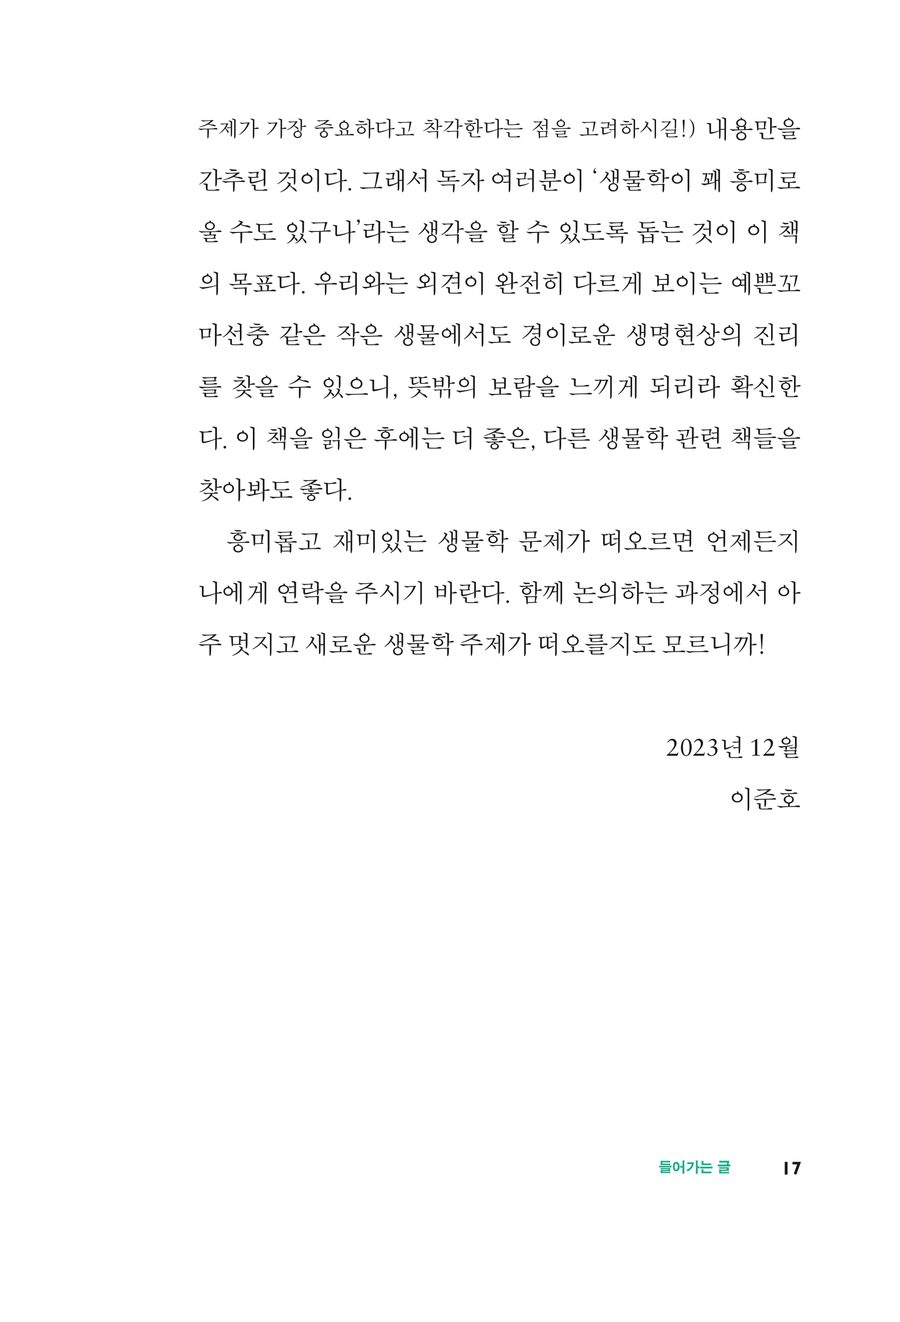 주제가 가장 중요하다고 착각한다는 점을 고려하시길!) 내용만을
간추린 것이다. 그래서 독자 여러분이 ‘생물학이 꽤 흥미로
울 수도 있구나’라는 생각을 할 수 있도록 돕는 것이 이 책
의 목표다. 우리와는 외견이 완전히 다르게 보이는 예쁜꼬
마선충 같은 작은 생물에서도 경이로운 생명현상의 진리
를 찾을 수 있으니, 뜻밖의 보람을 느끼게 되리라 확신한
다. 이 책을 읽은 후에는 더 좋은, 다른 생물학 관련 책들을
찾아봐도 좋다.
흥미롭고 재미있는 생물학 문제가 떠오르면 언제든지
나에게 연락을 주시기 바란다. 함께 논의하는 과정에서 아
주 멋지고 새로운 생물학 주제가 떠오를지도 모르니까!
2023년 12월
이준호
들어가는 글 17